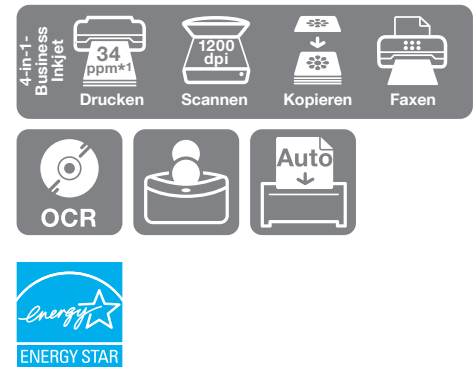 4-in-1-
Business
Inkjet
34
ppm*1
Drucken
1200
dpi
Scannen
Kopieren
Faxen
OCR
Auto
energy
ENERGY STAR